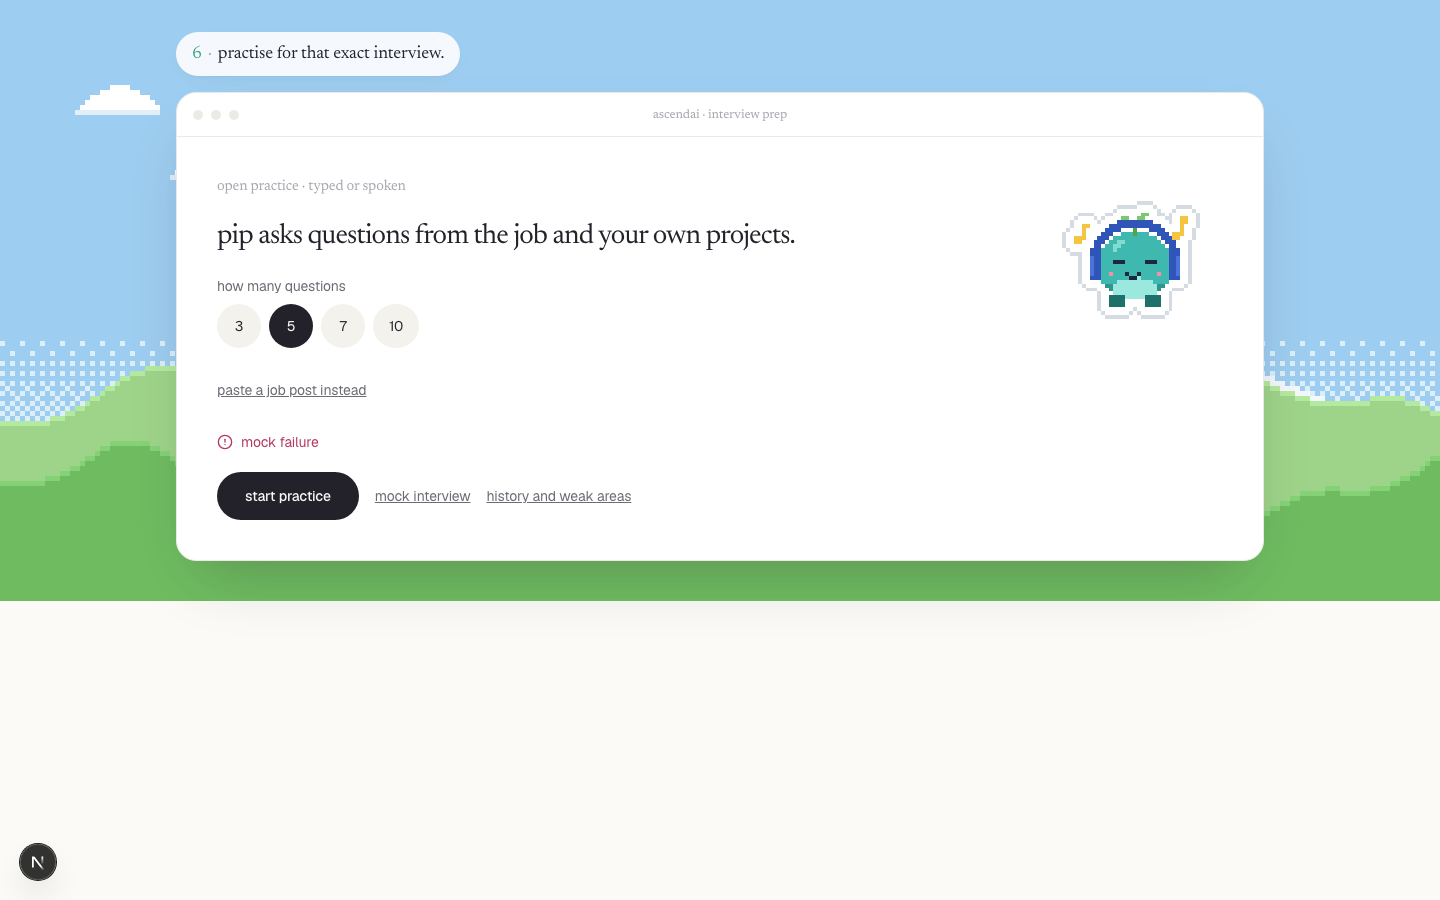 6 · practise for that exact interview.
ascendai · interview prep
open practice · typed or spoken
pip asks questions from the job and your own projects.
how many questions
3 5 7 10
paste a job post instead
mock failure
start practice mock interview history and weak areas
N